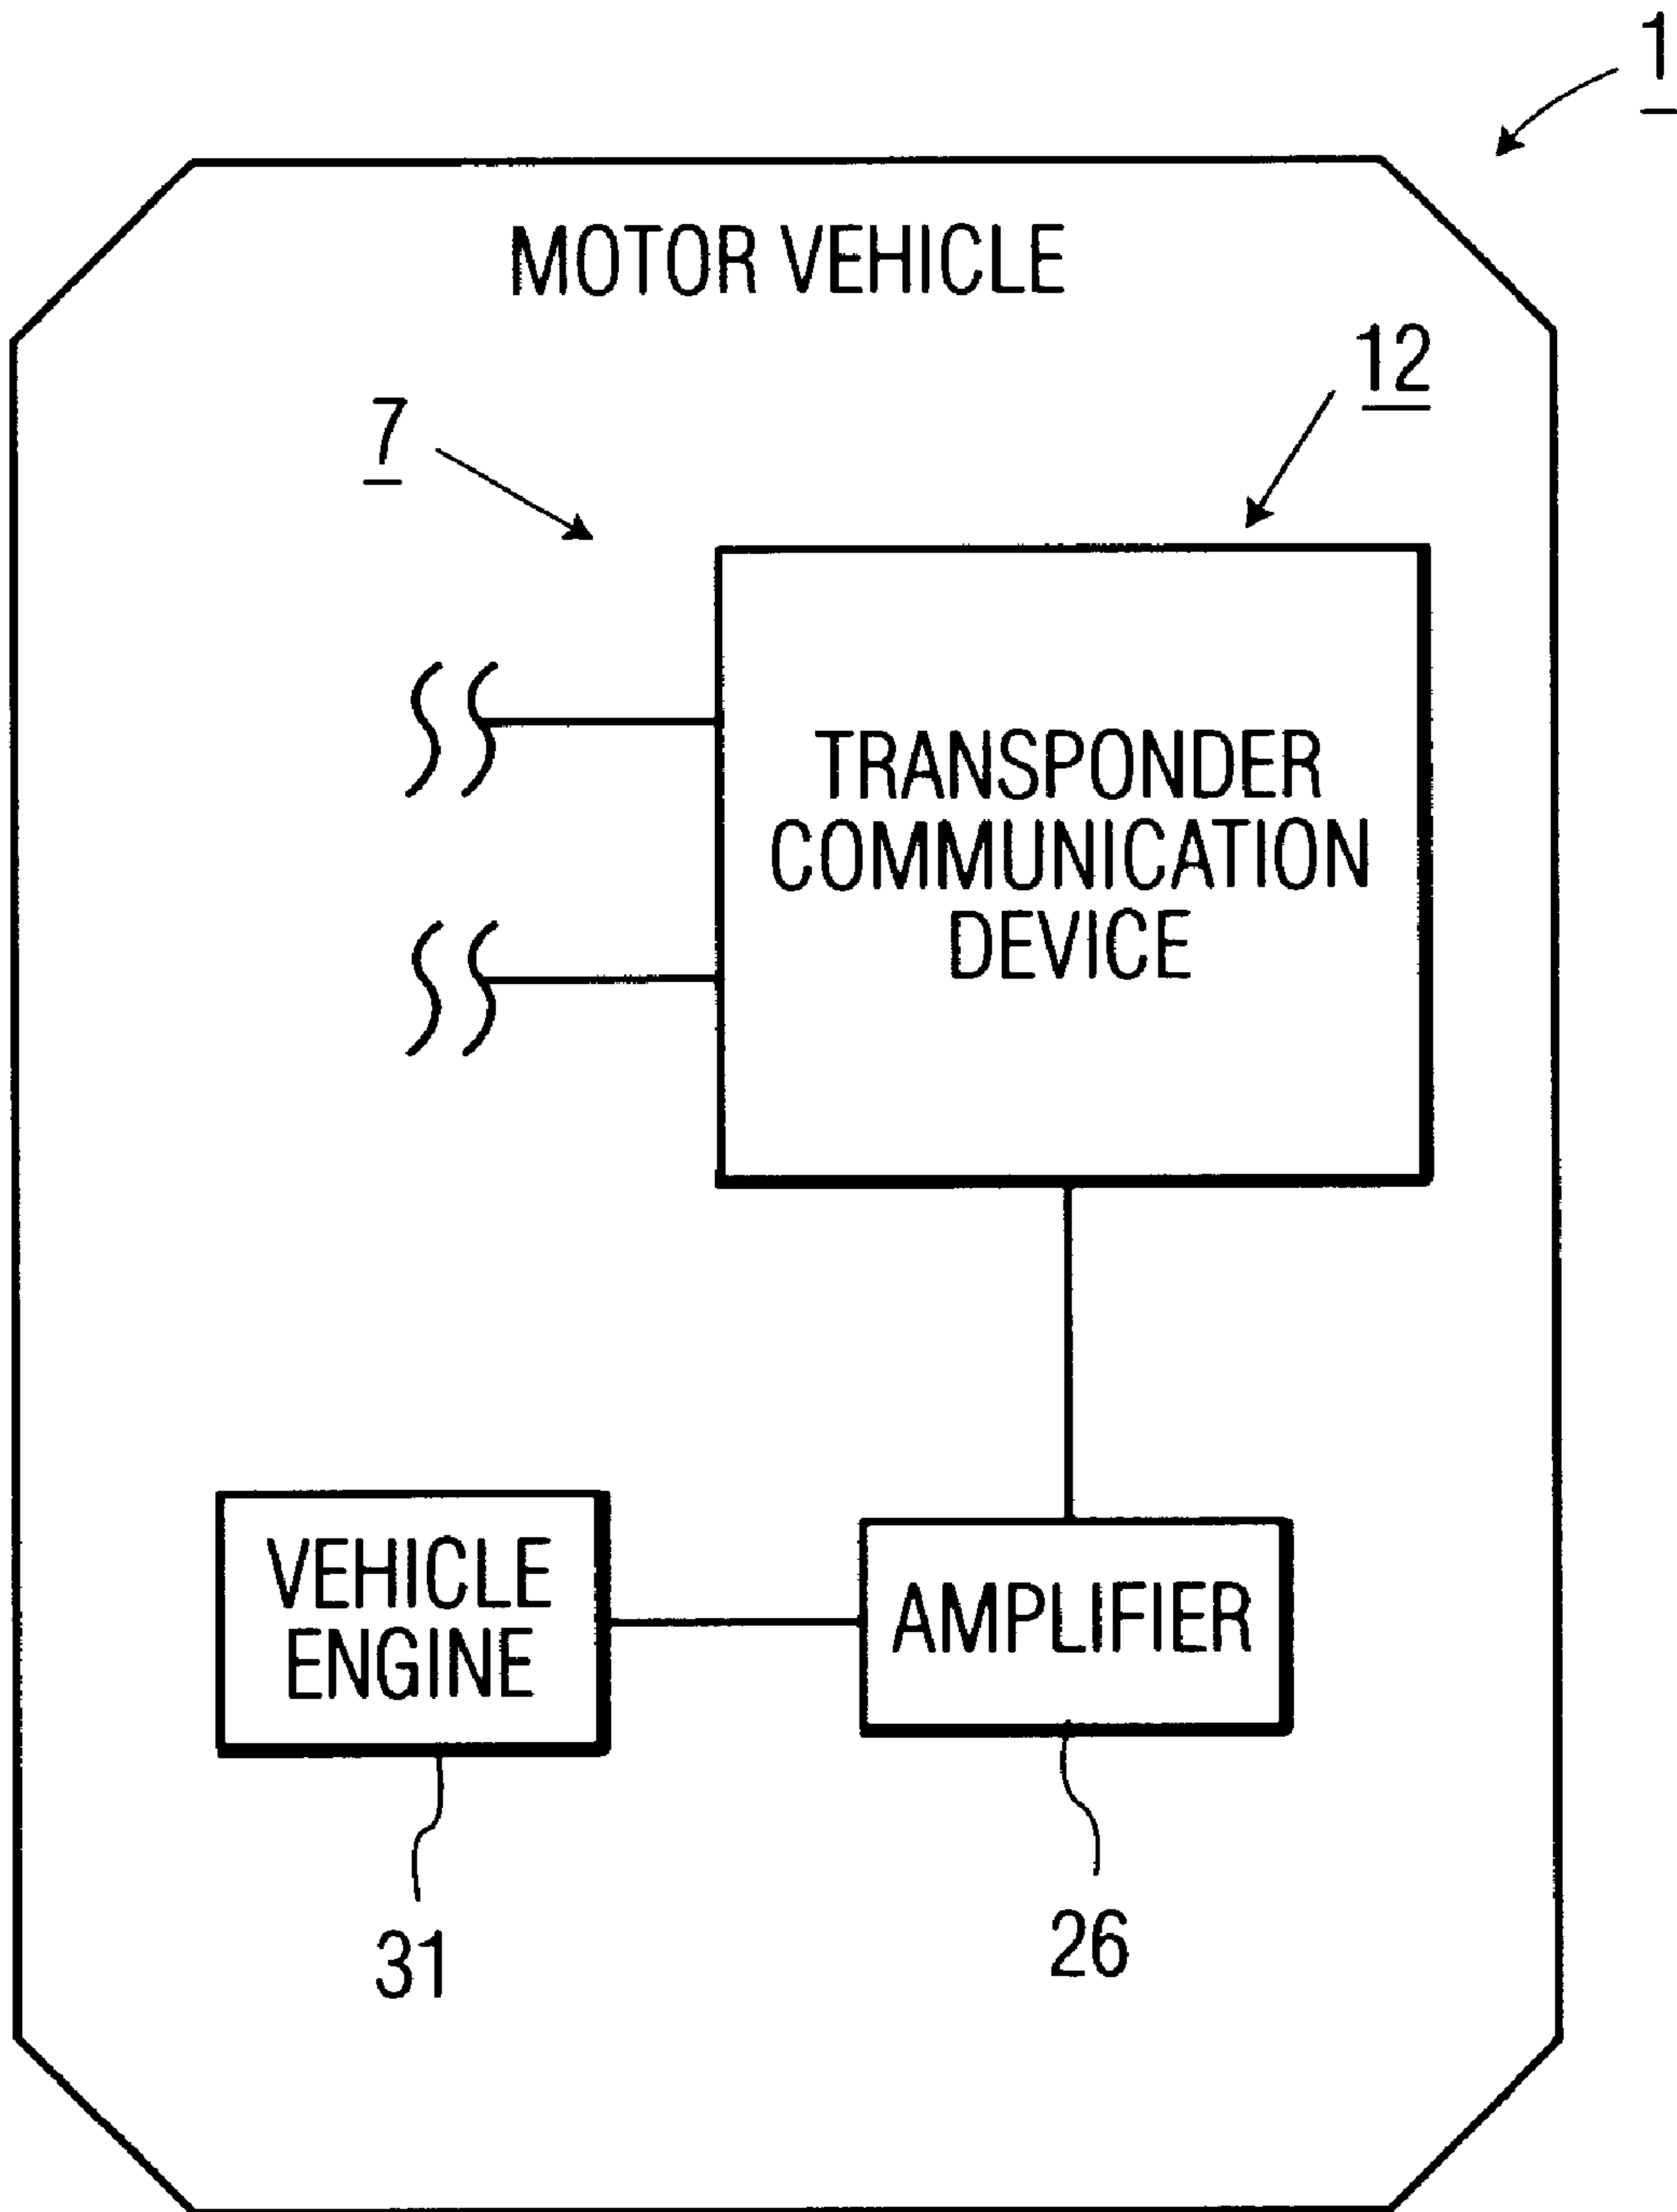 1
MOTOR VEHICLE
12
7
TRANSPONDER
COMMUNICATION
DEVICE
VEHICLE
ENGINE
AMPLIFIER
31
26